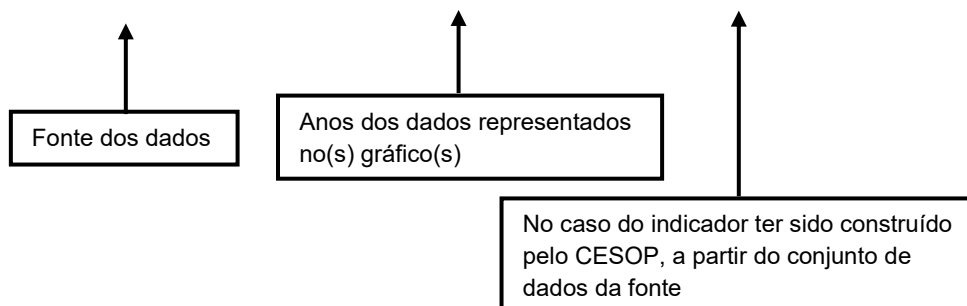 Fonte dos dados
Anos dos dados representados
no(s) gráfico(s)
No caso do indicador ter sido construído
pelo CESOP, a partir do conjunto de
dados da fonte